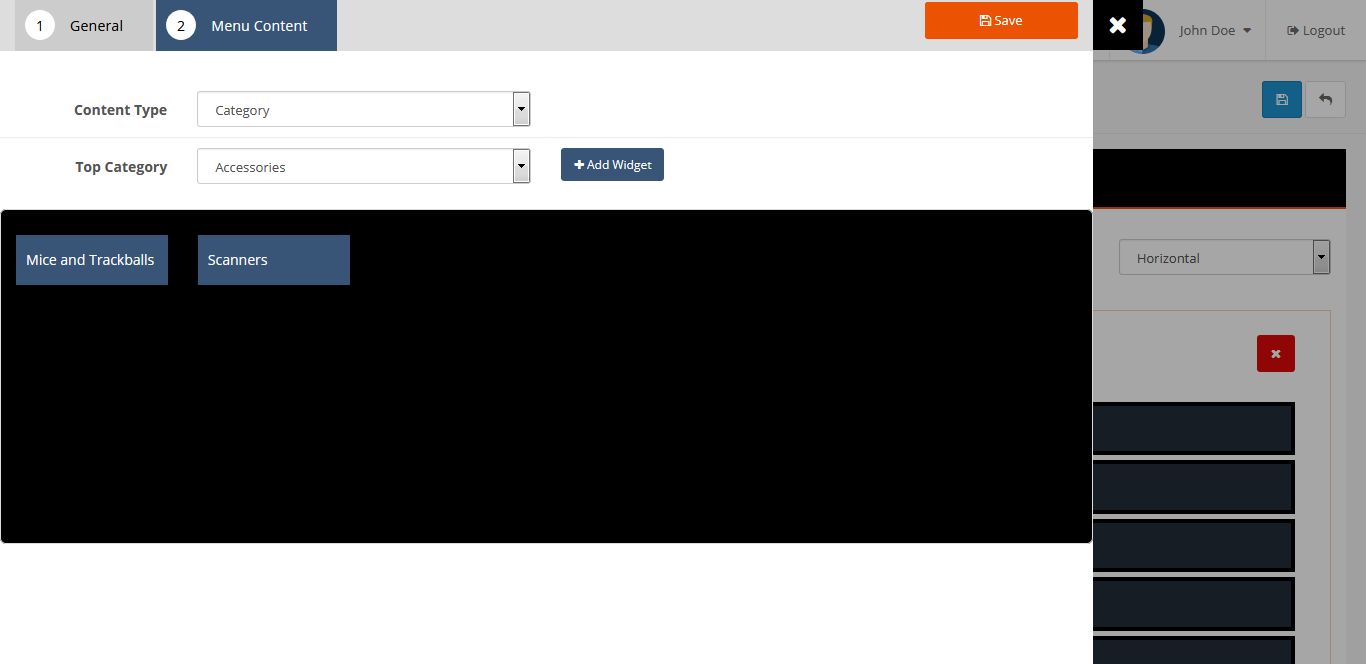 1 General
2 Menu Content
Save
John Doe
Logout
Content Type
Category
Top Category
Accessories
Add Widget
Mice and Trackballs
Scanners
Horizontal